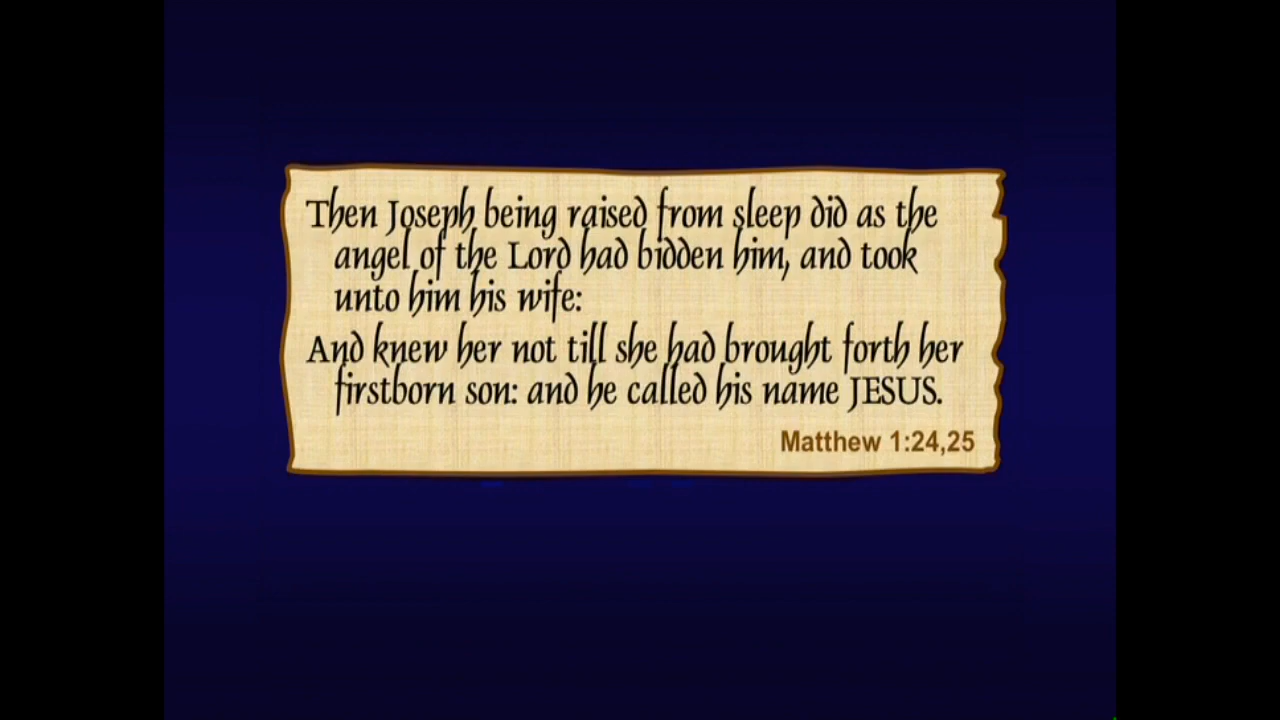 Then Joseph being raised from sleep did as the
angel of the Lord had bidden him, and took
unto him his wife:
And knew her not till she had brought forth her
firstborn son: and he called his name JESUS.
Matthew 1:24,25